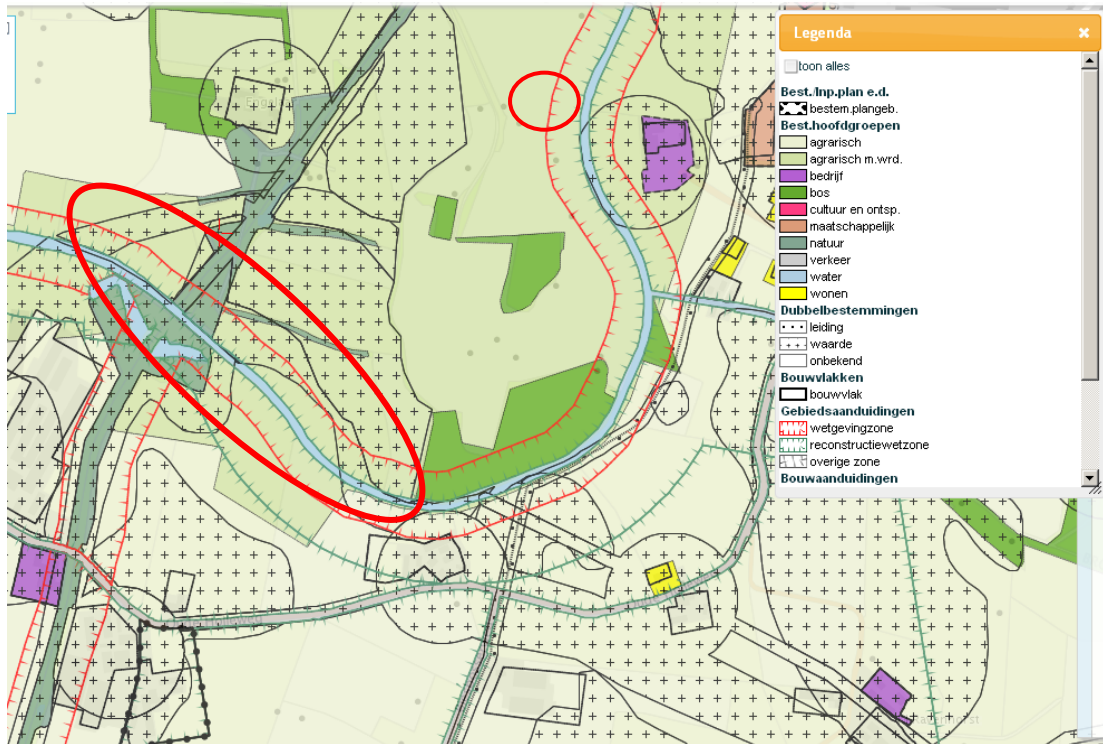 Legenda
toon alles
Best./Inp.plan e.d.
bestem.plangeb.
Best.hoofdgroepen
agrarisch
agrarisch m.wrd.
bedrijf
bos
cultuur en ontsp.
maatschappelijk
natuur
verkeer
water
wonen
Dubbelbestemmingen
leiding
waarde
onbekend
Bouwvlakken
bouwvlak
Gebiedsaanduidingen
wetgevingzone
reconstructiewetzone
overige zone
Bouwaanduidingen